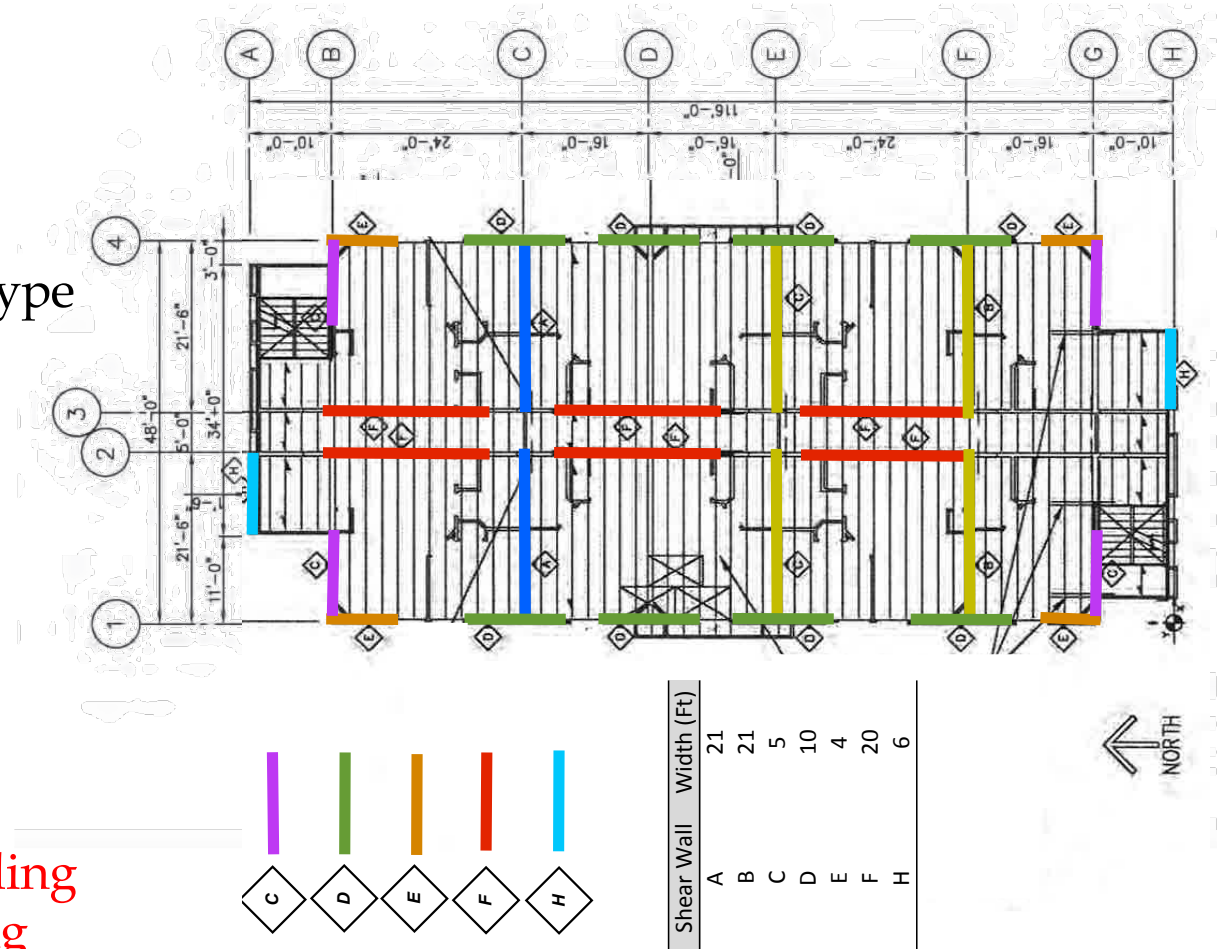 A B C D E F G H
116'-0"
10'-0" 24'-0" 16'-0" 16'-0" 24'-0" 16'-0" 10'-0"
-0"
E D D D D E
4
3'-0"
ype
21'-6"
C A B
H
3
48'-0" 5'-0" 34'-0"
F F F F F F
2
H
21'-6"
11'-0"
C A B C
1
E D D D D E
Shear Wall Width (Ft)
A 21
B 21
C 5
D 10
E 4
F 20
H 6
NORTH
ling
g
C D E F H